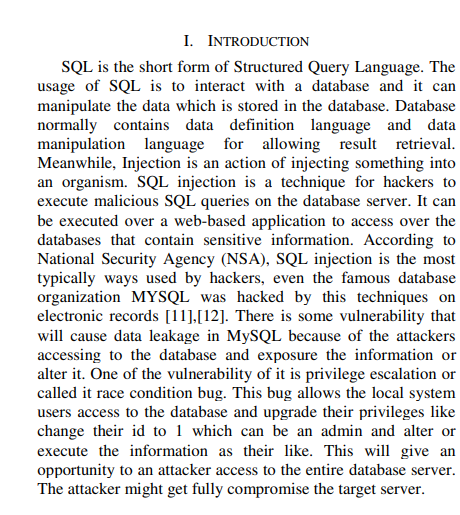 I. INTRODUCTION
SQL is the short form of Structured Query Language. The
usage of SQL is to interact with a database and it can
manipulate the data which is stored in the database. Database
normally contains data definition language and data
manipulation language for allowing result retrieval.
Meanwhile, Injection is an action of injecting something into
an organism. SQL injection is a technique for hackers to
execute malicious SQL queries on the database server. It can
be executed over a web-based application to access over the
databases that contain sensitive information. According to
National Security Agency (NSA), SQL injection is the most
typically ways used by hackers, even the famous database
organization MYSQL was hacked by this techniques on
electronic records [11],[12]. There is some vulnerability that
will cause data leakage in MySQL because of the attackers
accessing to the database and exposure the information or
alter it. One of the vulnerability of it is privilege escalation or
called it race condition bug. This bug allows the local system
users access to the database and upgrade their privileges like
change their id to 1 which can be an admin and alter or
execute the information as their like. This will give an
opportunity to an attacker access to the entire database server.
The attacker might get fully compromise the target server.